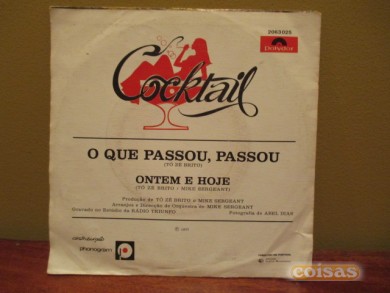 2063025
Polydor
Cocktail
O QUE PASSOU, PASSOU
(TÓ ZÉ BRITO)
ONTEM E HOJE
(TÓ ZÉ BRITO - MIKE SERGEANT)
Produção de TÓ ZÉ BRITO e MIKE SERGEANT
Arranjos e Direcção de Orquestra de MIKE SERGEANT
Gravado no Estúdio da RÁDIO TRIUNFO Fotografia de ABEL DIAS
phonogram
coisas